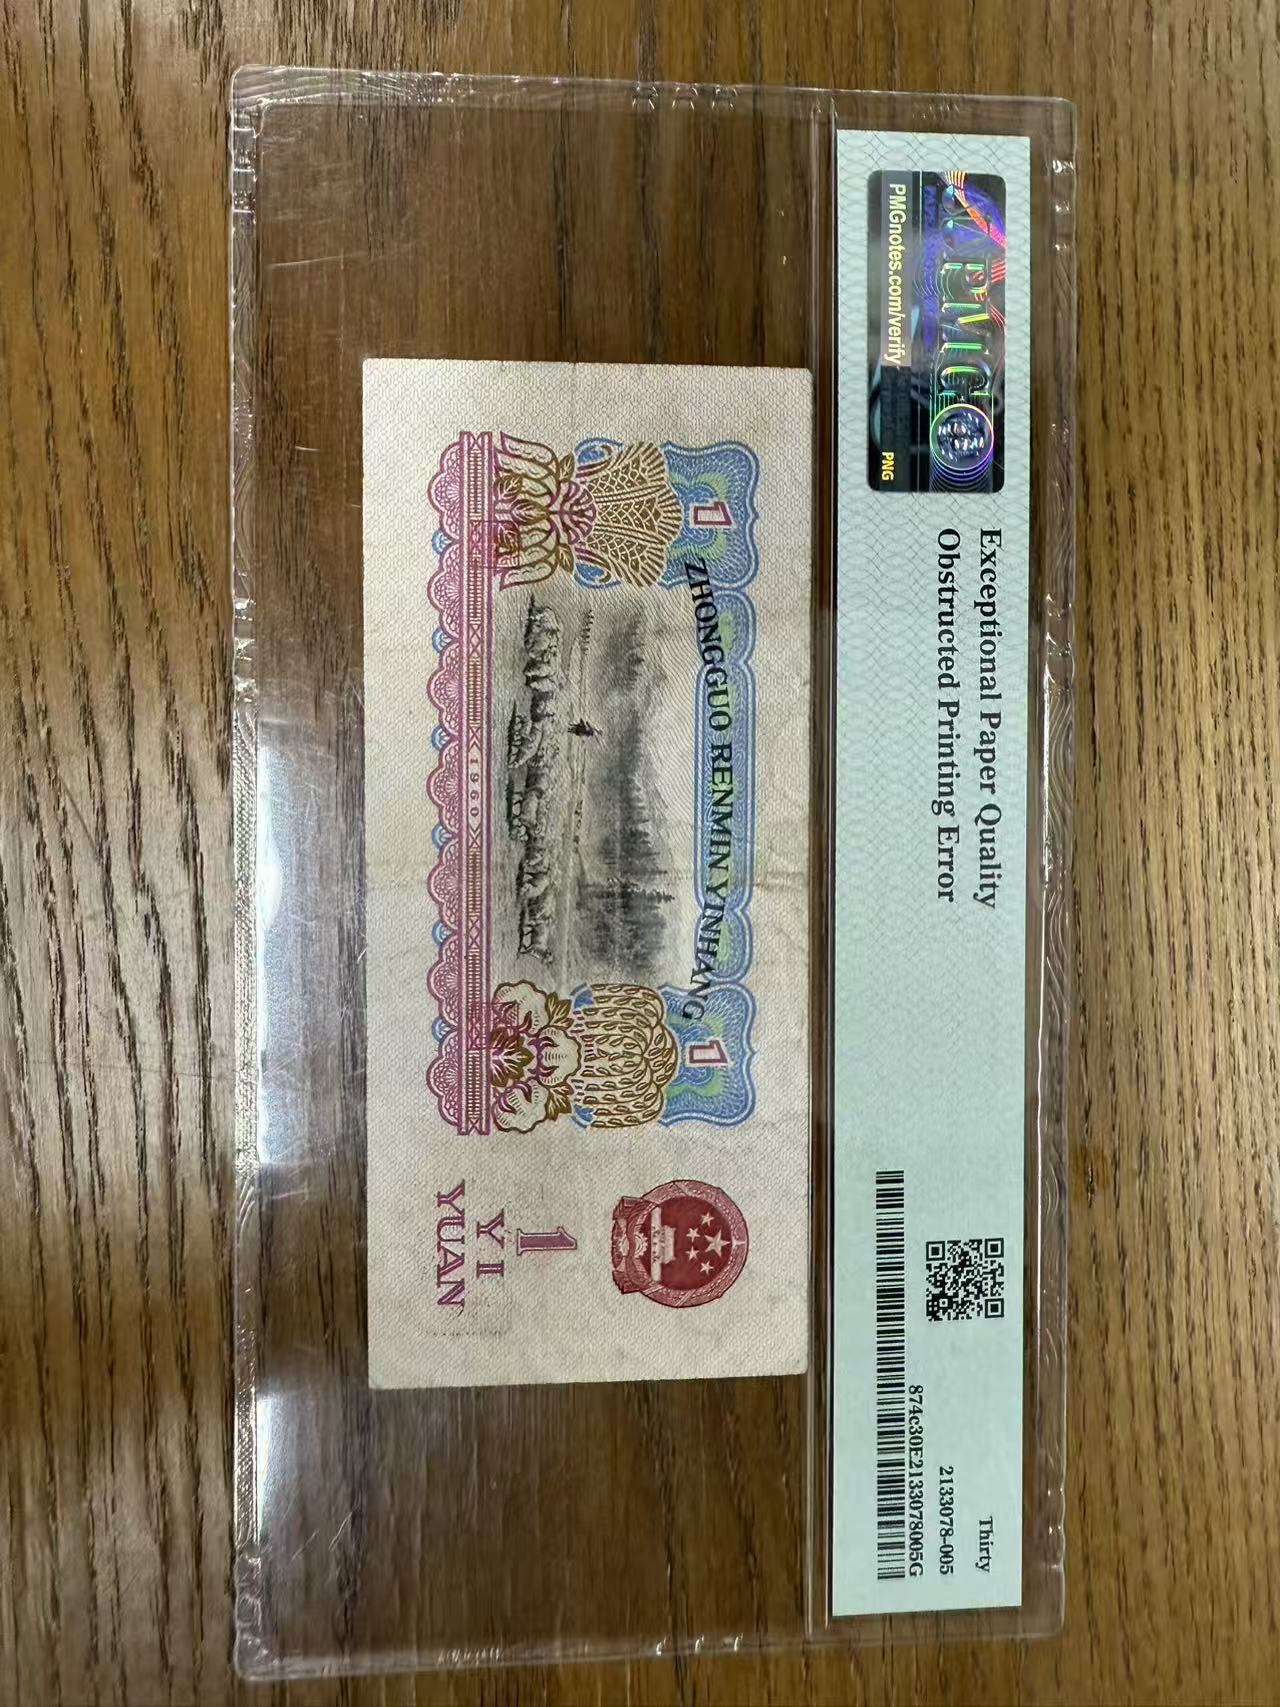 PMG
PMGnotes.com/verify
PNG
Exceptional Paper Quality
Obstructed Printing Error
Thirty
2133078-005
874c30E2133078005G
ZHONGGUO RENMIN YINHANG
1
1
1960
1
YI
YUAN